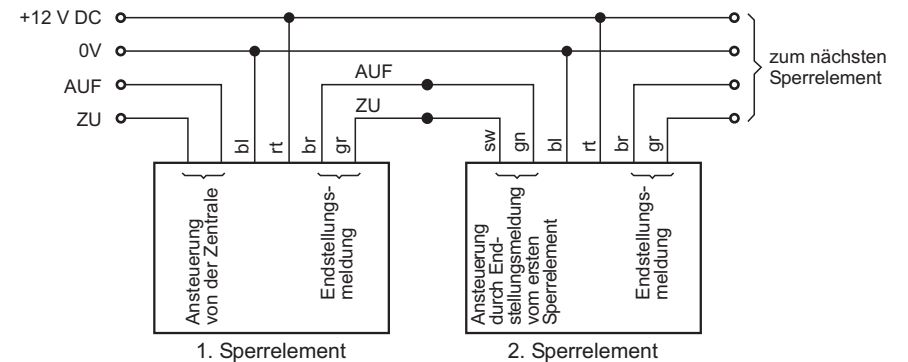 +12 V DC
0V
AUF
ZU
AUF
ZU
zum nächsten
Sperrelement
bl
rt
br
gr
sw
gn
bl
rt
br
gr
Ansteuerung
von der Zentrale
Endstellungs-
meldung
Ansteuerung
durch End-
stellungsmeldung
vom ersten
Sperrelement
Endstellungs-
meldung
1. Sperrelement
2. Sperrelement